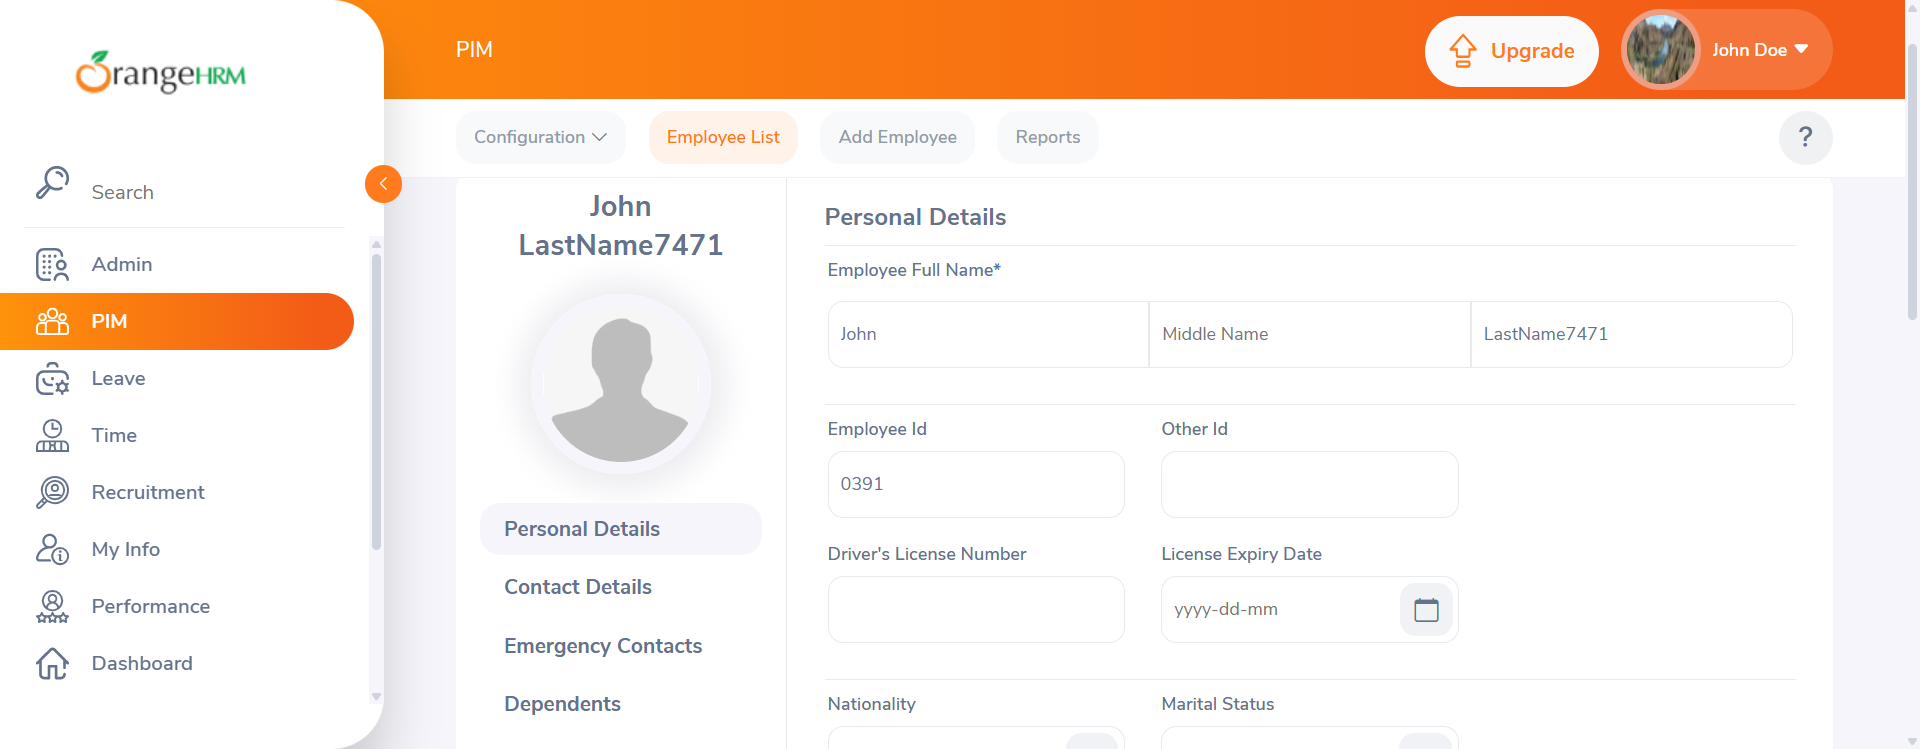 OrangeHRM
Search
Admin
PIM
Leave
Time
Recruitment
My Info
Performance
Dashboard
PIM
Upgrade
John Doe
Configuration
Employee List
Add Employee
Reports
?
John
LastName7471
Personal Details
Contact Details
Emergency Contacts
Dependents
Personal Details
Employee Full Name*
John
Middle Name
LastName7471
Employee Id
Other Id
0391
Driver's License Number
License Expiry Date
yyyy-dd-mm
Nationality
Marital Status